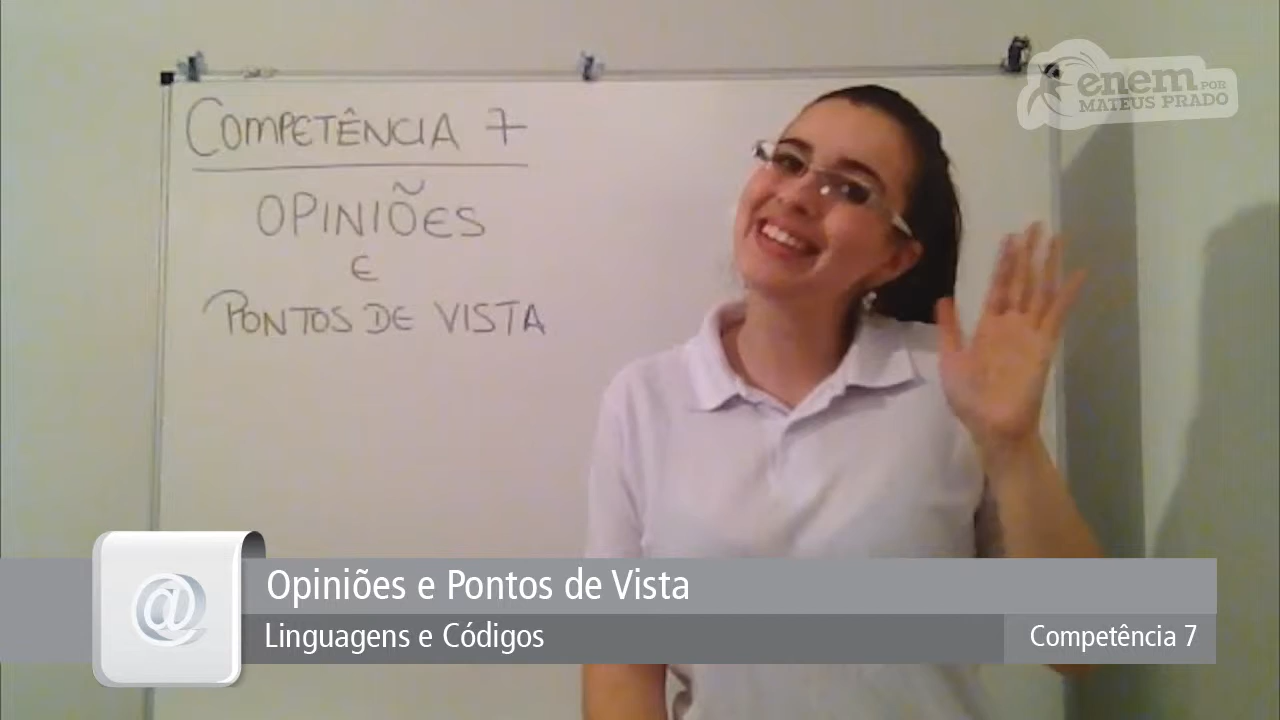 enem POR
MATEUS PRADO
COMPETÊNCIA 7
OPINIÕES
E
PONTOS DE VISTA
@
Opiniões e Pontos de Vista
Linguagens e Códigos
Competência 7